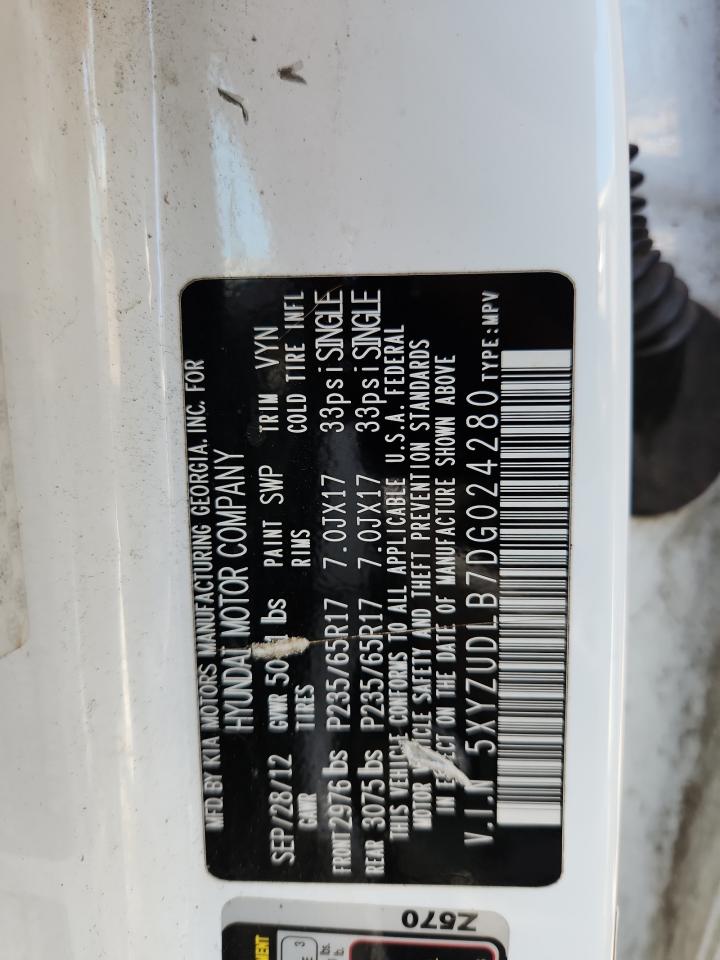 MFD.BY KIA MOTORS MANUFACTURING GEORGIA. INC. FOR
HYUNDAI MOTOR COMPANY
SEP/28/12 GVWR lbs PAINT SWP TRIM VYN
GAWR TIRES RIMS COLD TIRE INFL
FRONT 2976 lbs P235/65R17 7.0JX17 33psi SINGLE
REAR 3075 lbs P235/65R17 7.0JX17 33psi SINGLE
THIS VEHICLE CONFORMS TO ALL APPLICABLE U.S.A. FEDERAL
MOTOR VEHICLE SAFETY AND THEFT PREVENTION STANDARDS
IN EFFECT ON THE DATE OF MANUFACTURE SHOWN ABOVE
V.I.N 5XYZUDLB7DG024280 TYPE:MPV
Z570